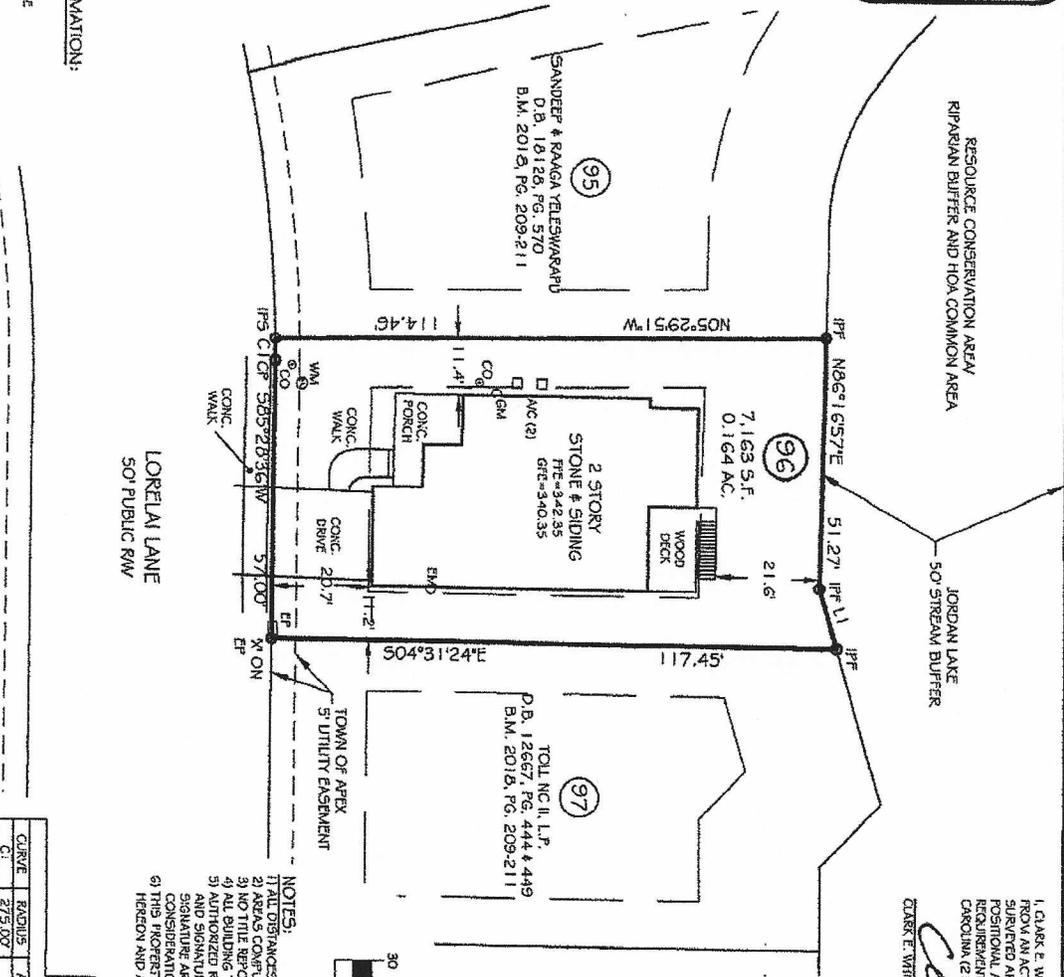 RESOURCE CONSERVATION AREA/
RIPARIAN BUFFER AND HOA COMMON AREA
JORDAN LAKE
50' STREAM BUFFER
IPF
N86°16'57"E
51.27'
IPF
L1
IPF
95
SANDEEP & RAAGA YELESWARAPU
D.B. 18128, PG. 570
B.M. 2018, PG. 209-211
N05°29'51"W
114.46'
96
7,163 S.F.
0.164 AC.
21.6'
WOOD
DECK
2 STORY
STONE & SIDING
FFE=342.35
GFE=340.35
A/C (2)
GM
CO
11.4'
CONC.
PORCH
CONC.
WALK
EMO
CONC.
DRIVE
20.7'
11.2'
WM
CO
IPS
C1
CP
S85°28'36"W
57.00'
EP
'X' ON
EP
CONC.
WALK
S04°31'24"E
117.45'
97
TOLL NC II, L.P.
D.B. 12667, PG. 444 & 449
B.M. 2018, PG. 209-211
TOWN OF APEX
5' UTILITY EASEMENT
LORELAI LANE
50' PUBLIC R/W
MATION:
E
NOTES:
1) ALL DISTANCES
2) AREAS COMPU
3) NO TITLE REPO
4) ALL BUILDING
5) AUTHORIZED R
AND SIGNATU
SIGNATURE AR
CONSIDERATIO
6) THIS PROPERT
HEREON AND
I, CLARK E. W
FROM AN ACT
SURVEYED A
POSITIONAL
REQUIREMENT
CAROLINA (2
CLARK E. WH
30
CURVE
RADIUS
C1
275.00'